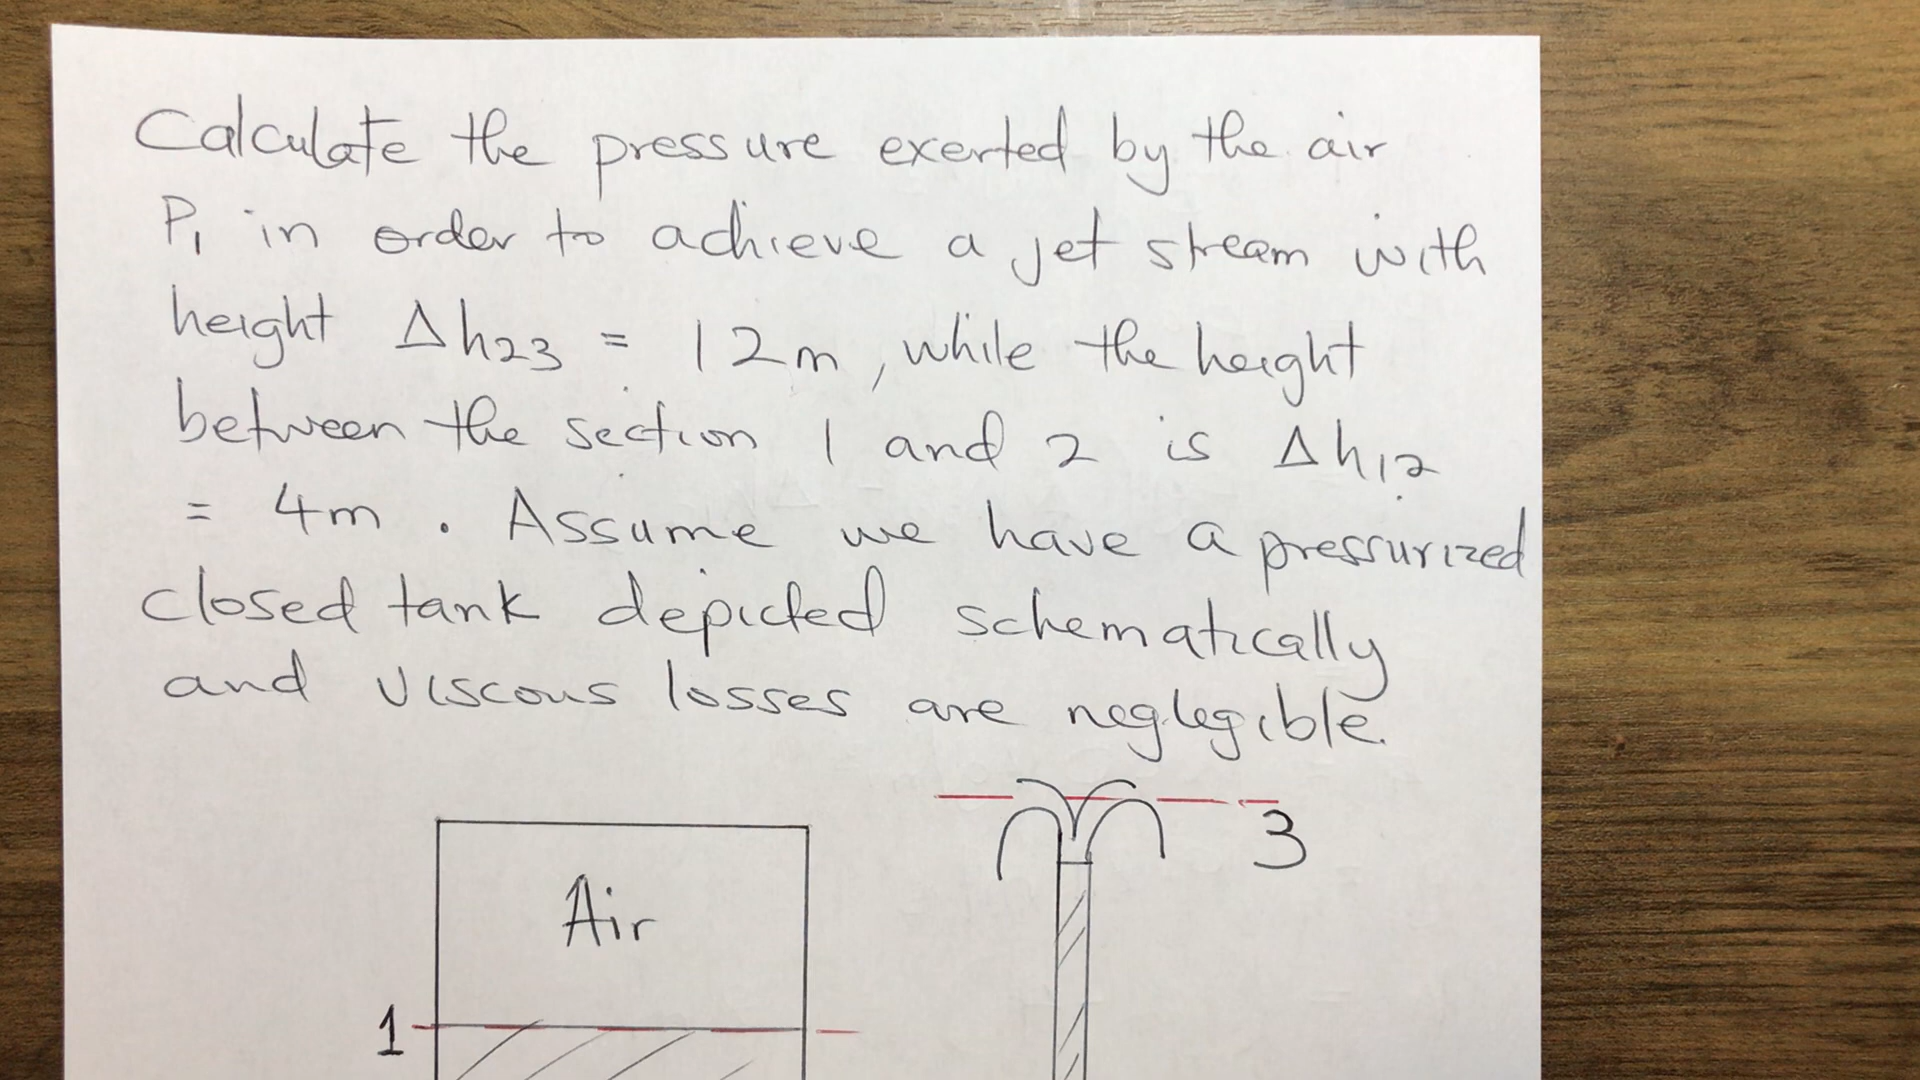 Calculate the pressure exerted by the air
P₁ in order to achieve a jet stream with
height Δh₂₃ = 12m, while the height
between the section 1 and 2 is Δh₁₂
= 4m. Assume we have a pressurized
closed tank depicted schematically
and viscous losses are neglegible.
3
Air
1